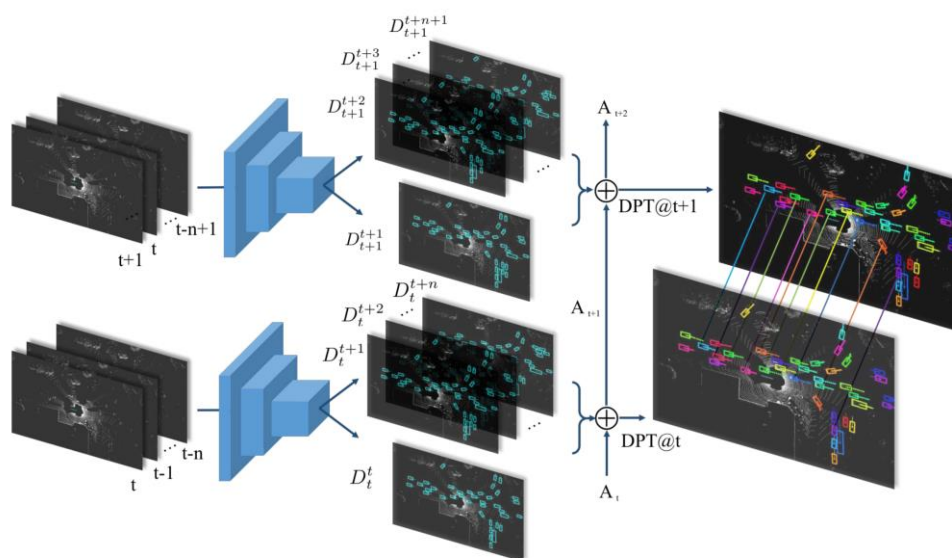 $D_{t+1}^{t+n+1}$
...
$D_{t+1}^{t+3}$
...
$D_{t+1}^{t+2}$
...
$D_{t+1}^{t+1}$
t+1
...
t
...
t-n+1
A_{t+2}
DPT@t+1
A_{t+1}
$D_t^{t+n}$
$D_t^{t+2}$
$D_t^{t+1}$
...
$D_t^t$
t
t-1
...
t-n
DPT@t
A_t